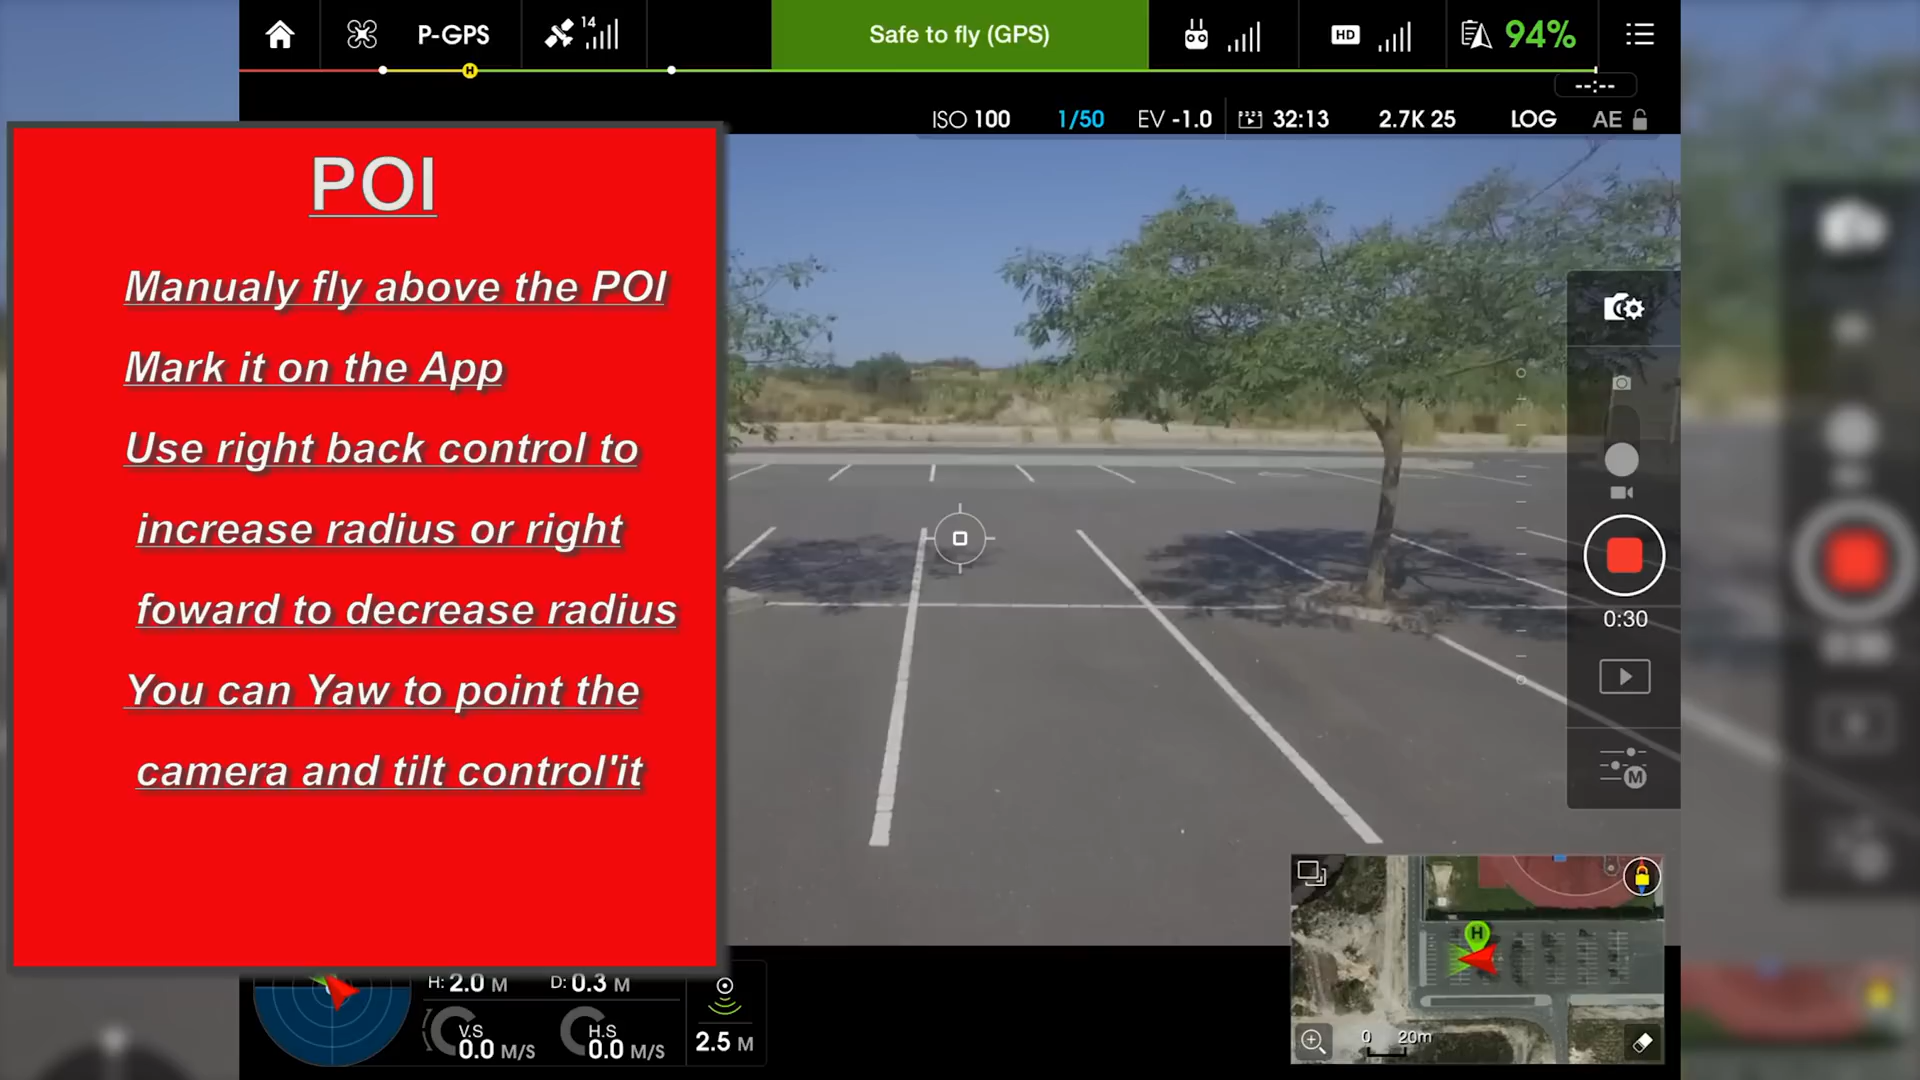 P-GPS
14
Safe to fly (GPS)
HD
94%
H
--:--
ISO 100 1/50 EV -1.0 32:13 2.7K 25 LOG AE
POI
Manualy fly above the POI
Mark it on the App
Use right back control to
increase radius or right
foward to decrease radius
You can Yaw to point the
camera and tilt control'it
0:30
M
H
H: 2.0 M D: 0.3 M
V.S
0.0 M/S
H.S
0.0 M/S
2.5 M
0 20m